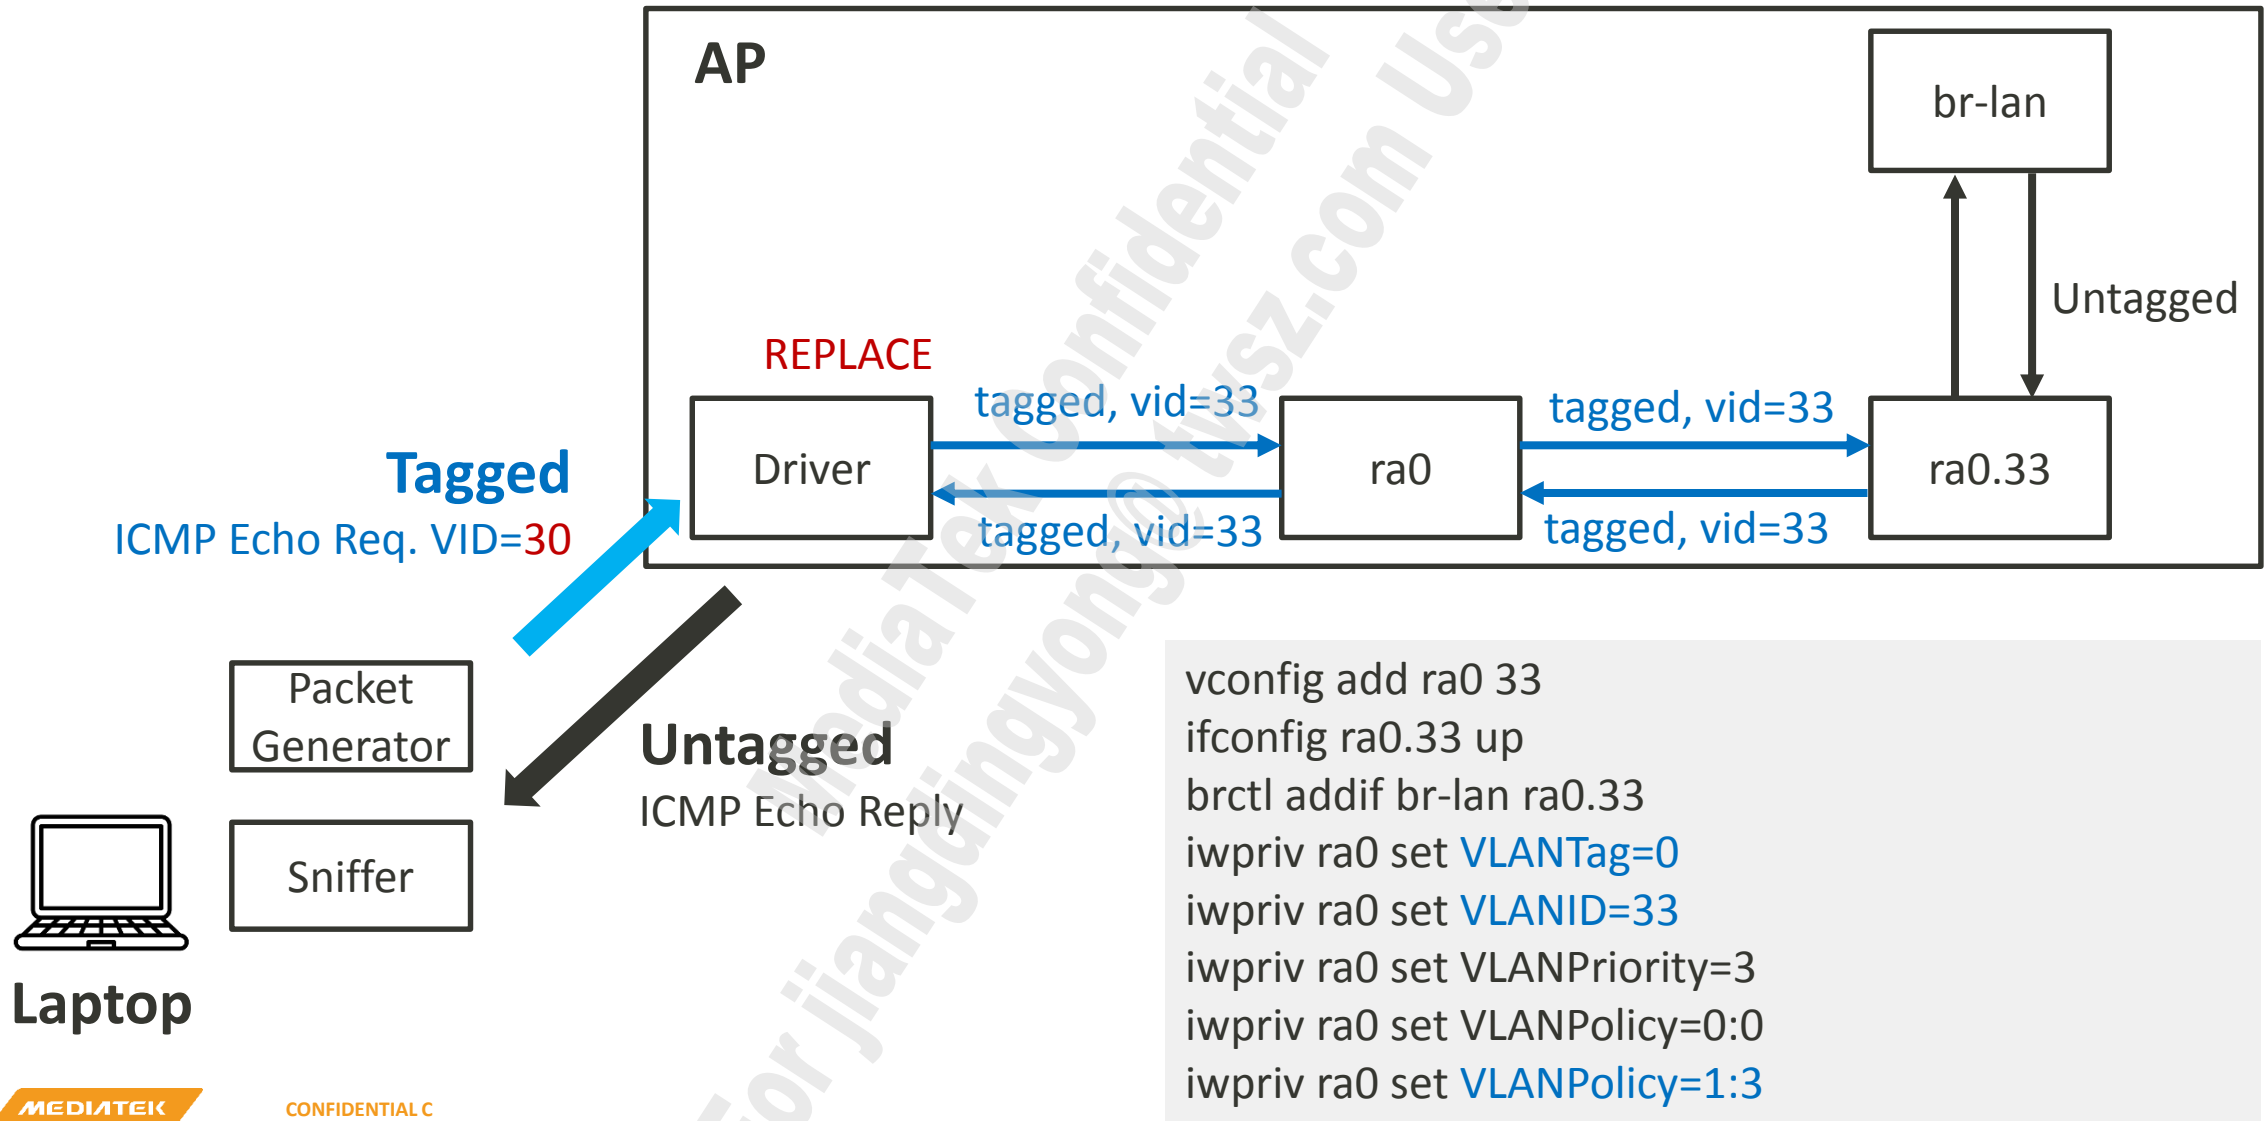 AP
br-lan
Untagged
REPLACE
tagged, vid=33
tagged, vid=33
Driver
ra0
ra0.33
tagged, vid=33
tagged, vid=33
Tagged
ICMP Echo Req. VID=30
Packet
Generator
Untagged
ICMP Echo Reply
Sniffer
Laptop
vconfig add ra0 33
ifconfig ra0.33 up
brctl addif br-lan ra0.33
iwpriv ra0 set VLANTag=0
iwpriv ra0 set VLANID=33
iwpriv ra0 set VLANPriority=3
iwpriv ra0 set VLANPolicy=0:0
iwpriv ra0 set VLANPolicy=1:3
MEDIATEK
CONFIDENTIAL C
MediaTek Confidential
For jiangdingyong@twsz.com Use